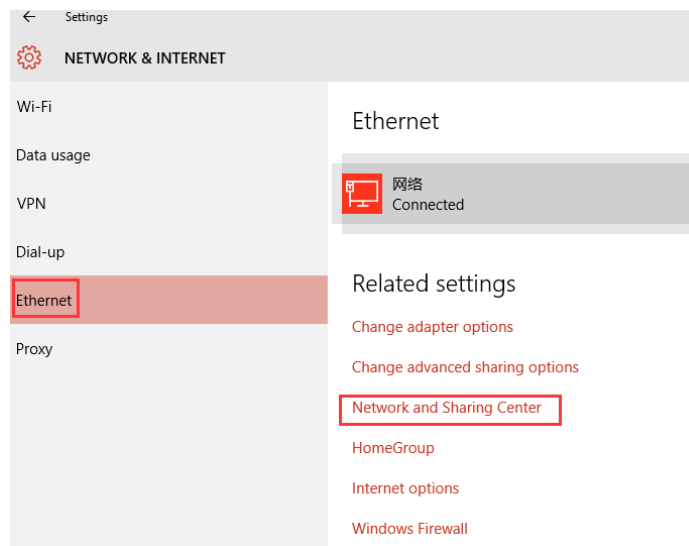 Settings
NETWORK & INTERNET
Wi-Fi
Data usage
VPN
Dial-up
Ethernet
Proxy
Ethernet
网络
Connected
Related settings
Change adapter options
Change advanced sharing options
Network and Sharing Center
HomeGroup
Internet options
Windows Firewall